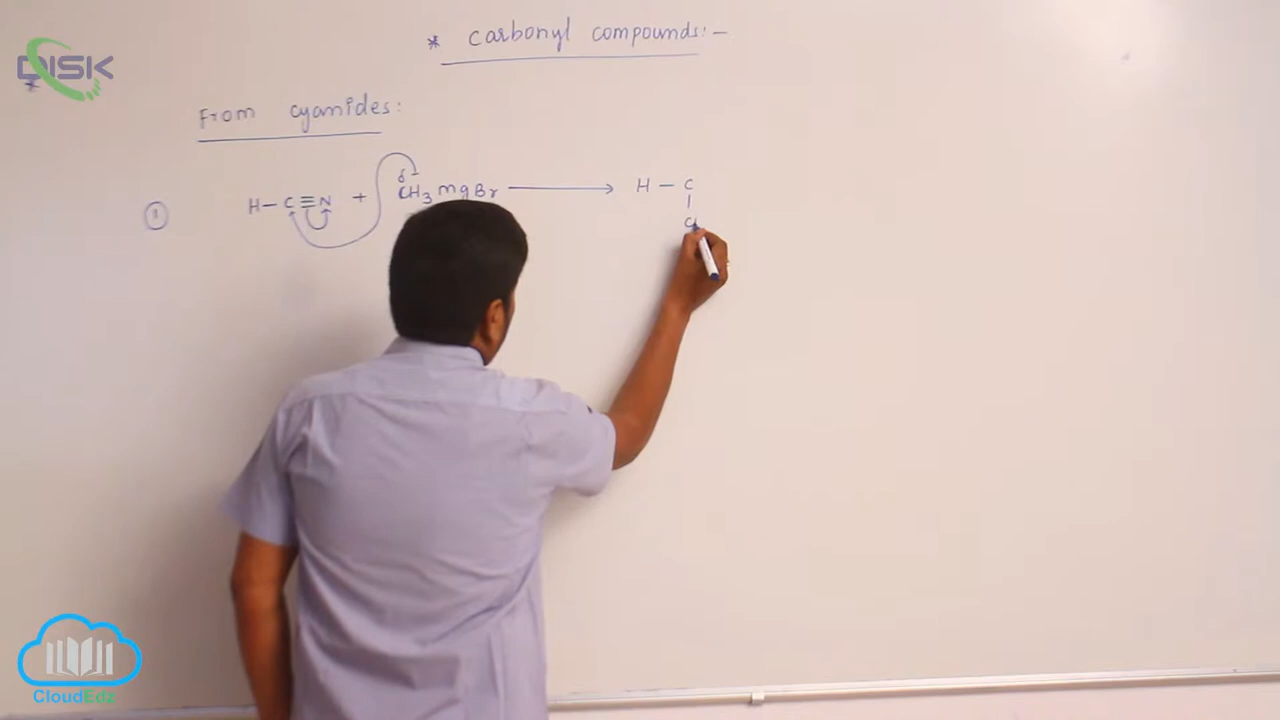 * carbonyl compounds:-
DISK
*
From cyanides:
① H-C≡N + CH₃mgBr ⟶ H-C
δ-
C
CloudEdz